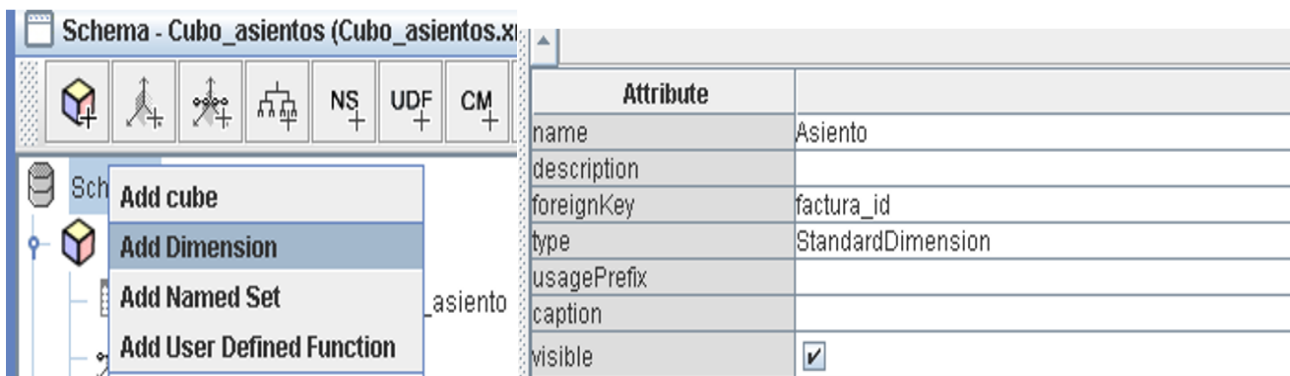 Schema - Cubo_asientos (Cubo_asientos.x
NS UDF CM
Sch
Add cube
Add Dimension
Add Named Set
_asiento
Add User Defined Function
Attribute
name Asiento
description
foreignKey factura_id
type StandardDimension
usagePrefix
caption
visible